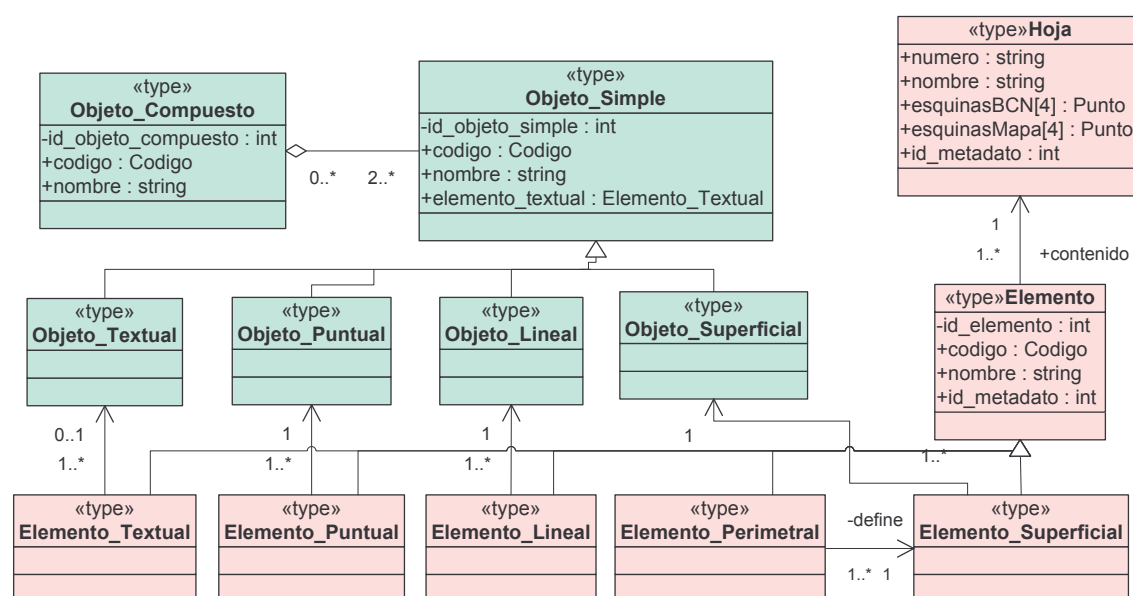 «type»
Objeto_Compuesto
-id_objeto_compuesto : int
+codigo : Codigo
+nombre : string
0..*
2..*
«type»
Objeto_Simple
-id_objeto_simple : int
+codigo : Codigo
+nombre : string
+elemento_textual : Elemento_Textual
«type»Hoja
+numero : string
+nombre : string
+esquinasBCN[4] : Punto
+esquinasMapa[4] : Punto
+id_metadato : int
1
1..*
+contenido
«type»
Objeto_Textual
«type»
Objeto_Puntual
«type»
Objeto_Lineal
«type»
Objeto_Superficial
«type»Elemento
-id_elemento : int
+codigo : Codigo
+nombre : string
+id_metadato : int
0..1
1..*
1
1..*
1
1..*
1
1..*
«type»
Elemento_Textual
«type»
Elemento_Puntual
«type»
Elemento_Lineal
«type»
Elemento_Perimetral
-define
1..*
1
«type»
Elemento_Superficial